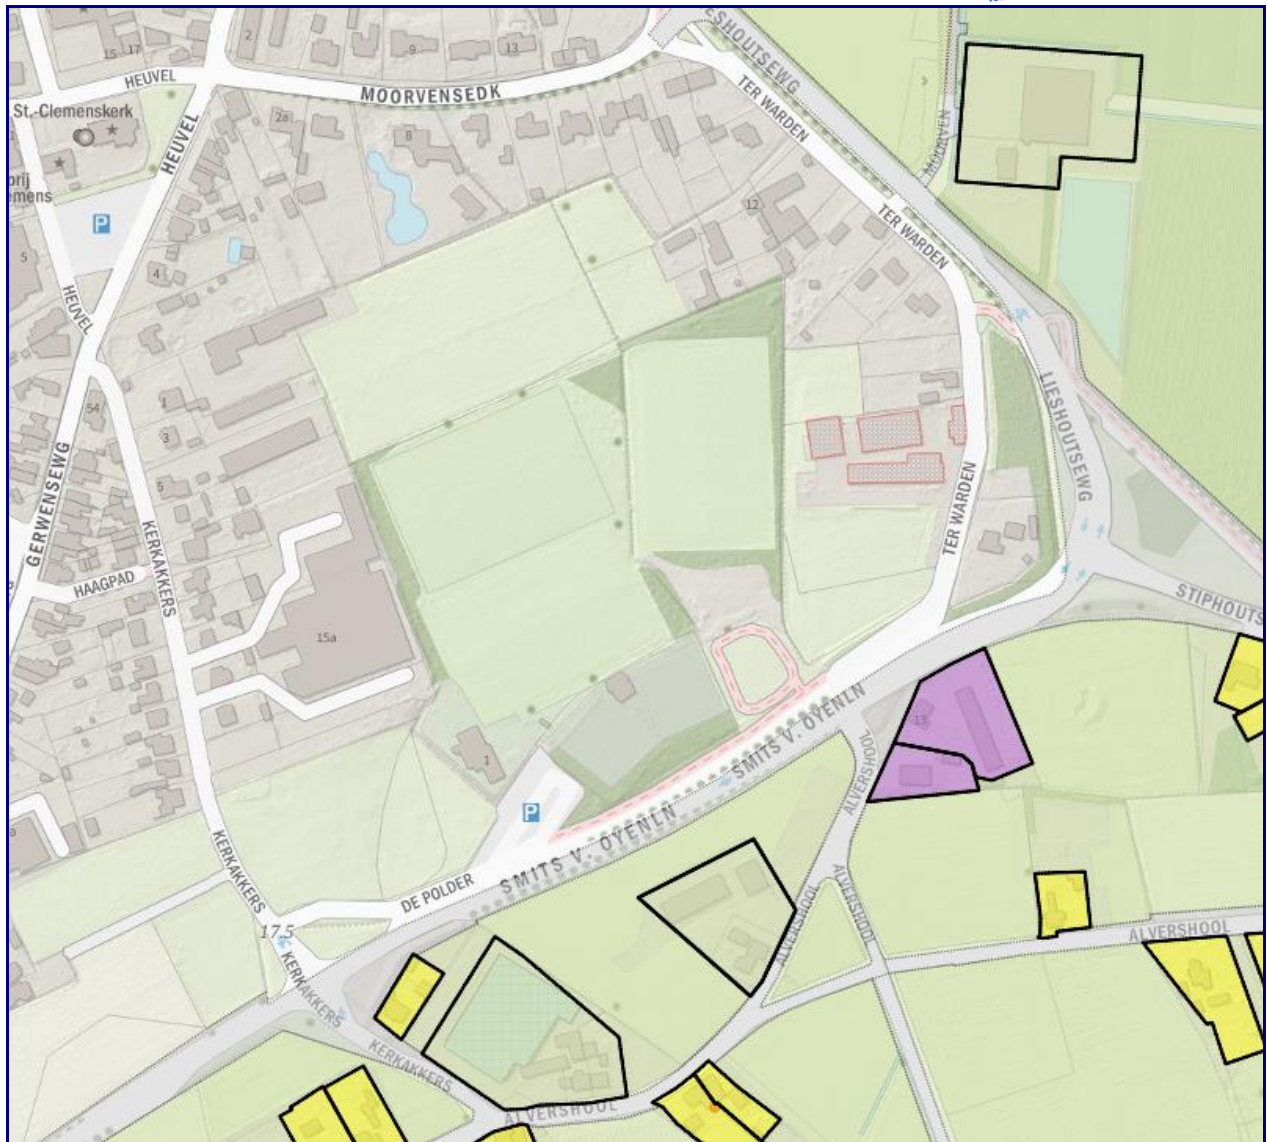 2
9
13
15
17
HEUVEL
MOORVENSEDK
TER WARDEN
St.-Clemenskerk
2a
8
HEUVEL
MOORVEN
P
12
TER WARDEN
5
4
HEUVEL
LIESHOUTSEWG
1
54
3
GERWENSEWG
5
KERKAKKERS
TER WARDEN
HAAGPAD
15a
STIPHOUTS
SMITS V. OYENLN
13
1
ALVERSHOOL
P
SMITS V. OYENLN
KERKAKKERS
DE POLDER
ALVERSHOOL
ALVERSHOOL
17.5
ALVERSHOOL
KERKAKKERS
KERKAKKERS
ALVERSHOOL